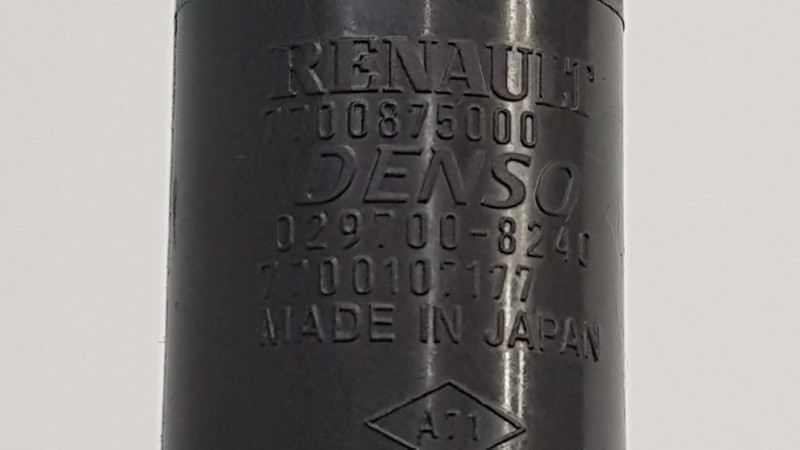 RENAULT
7700875000
DENSO
029700-8240
7700107177
MADE IN JAPAN
A71